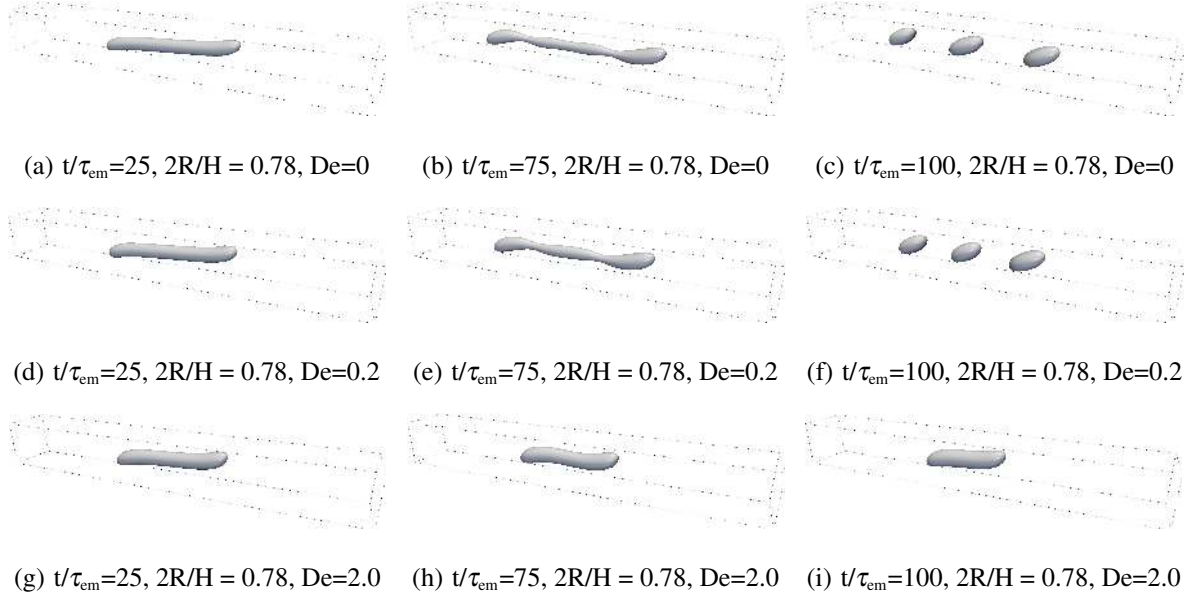 (a) t/τem=25, 2R/H = 0.78, De=0
(b) t/τem=75, 2R/H = 0.78, De=0
(c) t/τem=100, 2R/H = 0.78, De=0
(d) t/τem=25, 2R/H = 0.78, De=0.2
(e) t/τem=75, 2R/H = 0.78, De=0.2
(f) t/τem=100, 2R/H = 0.78, De=0.2
(g) t/τem=25, 2R/H = 0.78, De=2.0
(h) t/τem=75, 2R/H = 0.78, De=2.0
(i) t/τem=100, 2R/H = 0.78, De=2.0